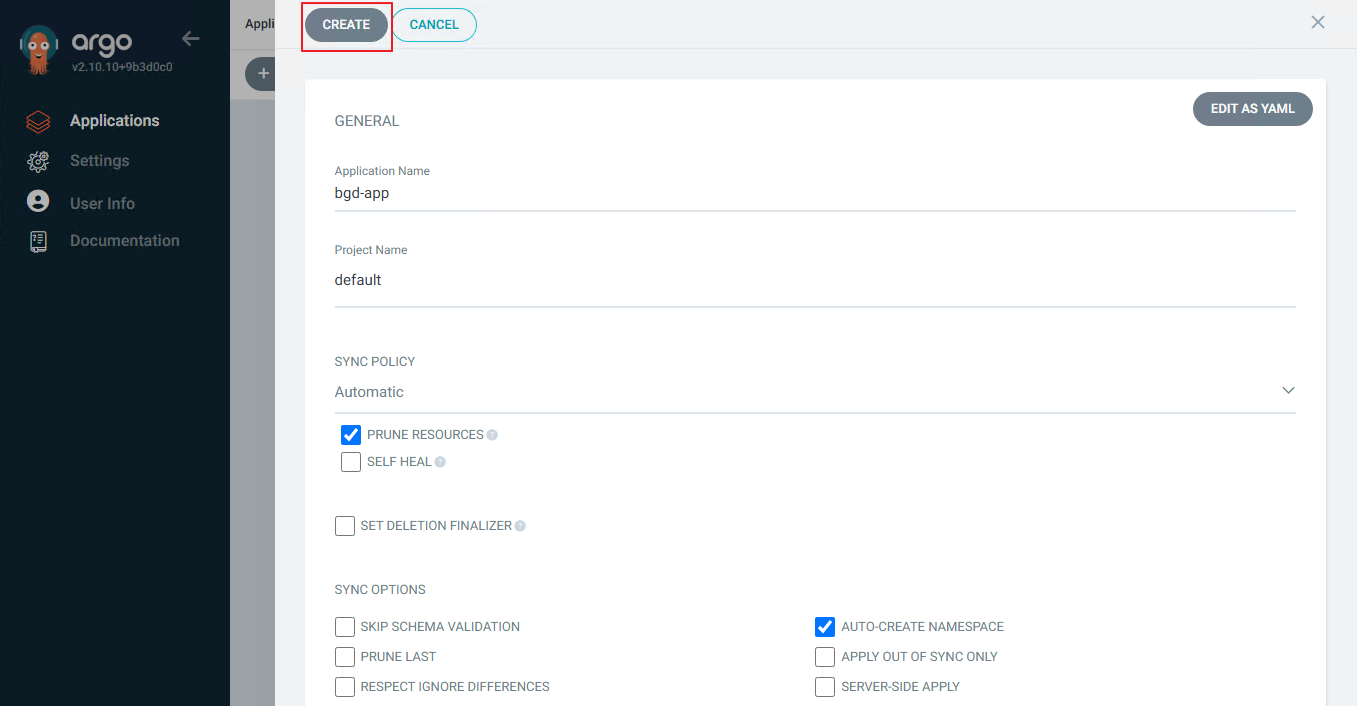 argo
v2.10.10+9b3d0c0
Applications
Settings
User Info
Documentation
Appli
+
CREATE
CANCEL
EDIT AS YAML
GENERAL
Application Name
bgd-app
Project Name
default
SYNC POLICY
Automatic
PRUNE RESOURCES ?
SELF HEAL ?
SET DELETION FINALIZER ?
SYNC OPTIONS
SKIP SCHEMA VALIDATION
AUTO-CREATE NAMESPACE
PRUNE LAST
APPLY OUT OF SYNC ONLY
RESPECT IGNORE DIFFERENCES
SERVER-SIDE APPLY